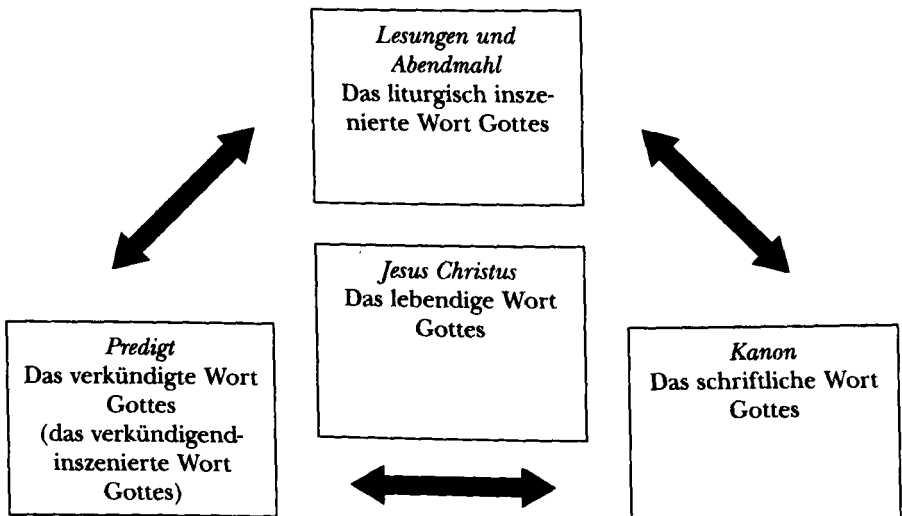 Lesungen und
Abendmahl
Das liturgisch insze-
nierte Wort Gottes
Jesus Christus
Das lebendige Wort
Gottes
Predigt
Das verkündigte Wort
Gottes
(das verkündigend-
inszenierte Wort
Gottes)
Kanon
Das schriftliche Wort
Gottes